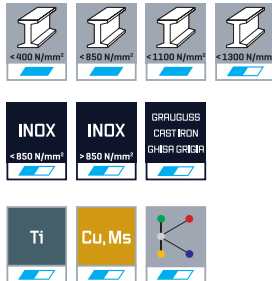 <400 N/mm² <850 N/mm² <1100 N/mm² <1300 N/mm²
INOX INOX GRAUGUSS
CAST IRON
GHISA GRIGIA
<850 N/mm² >850 N/mm²
Ti Cu, Ms